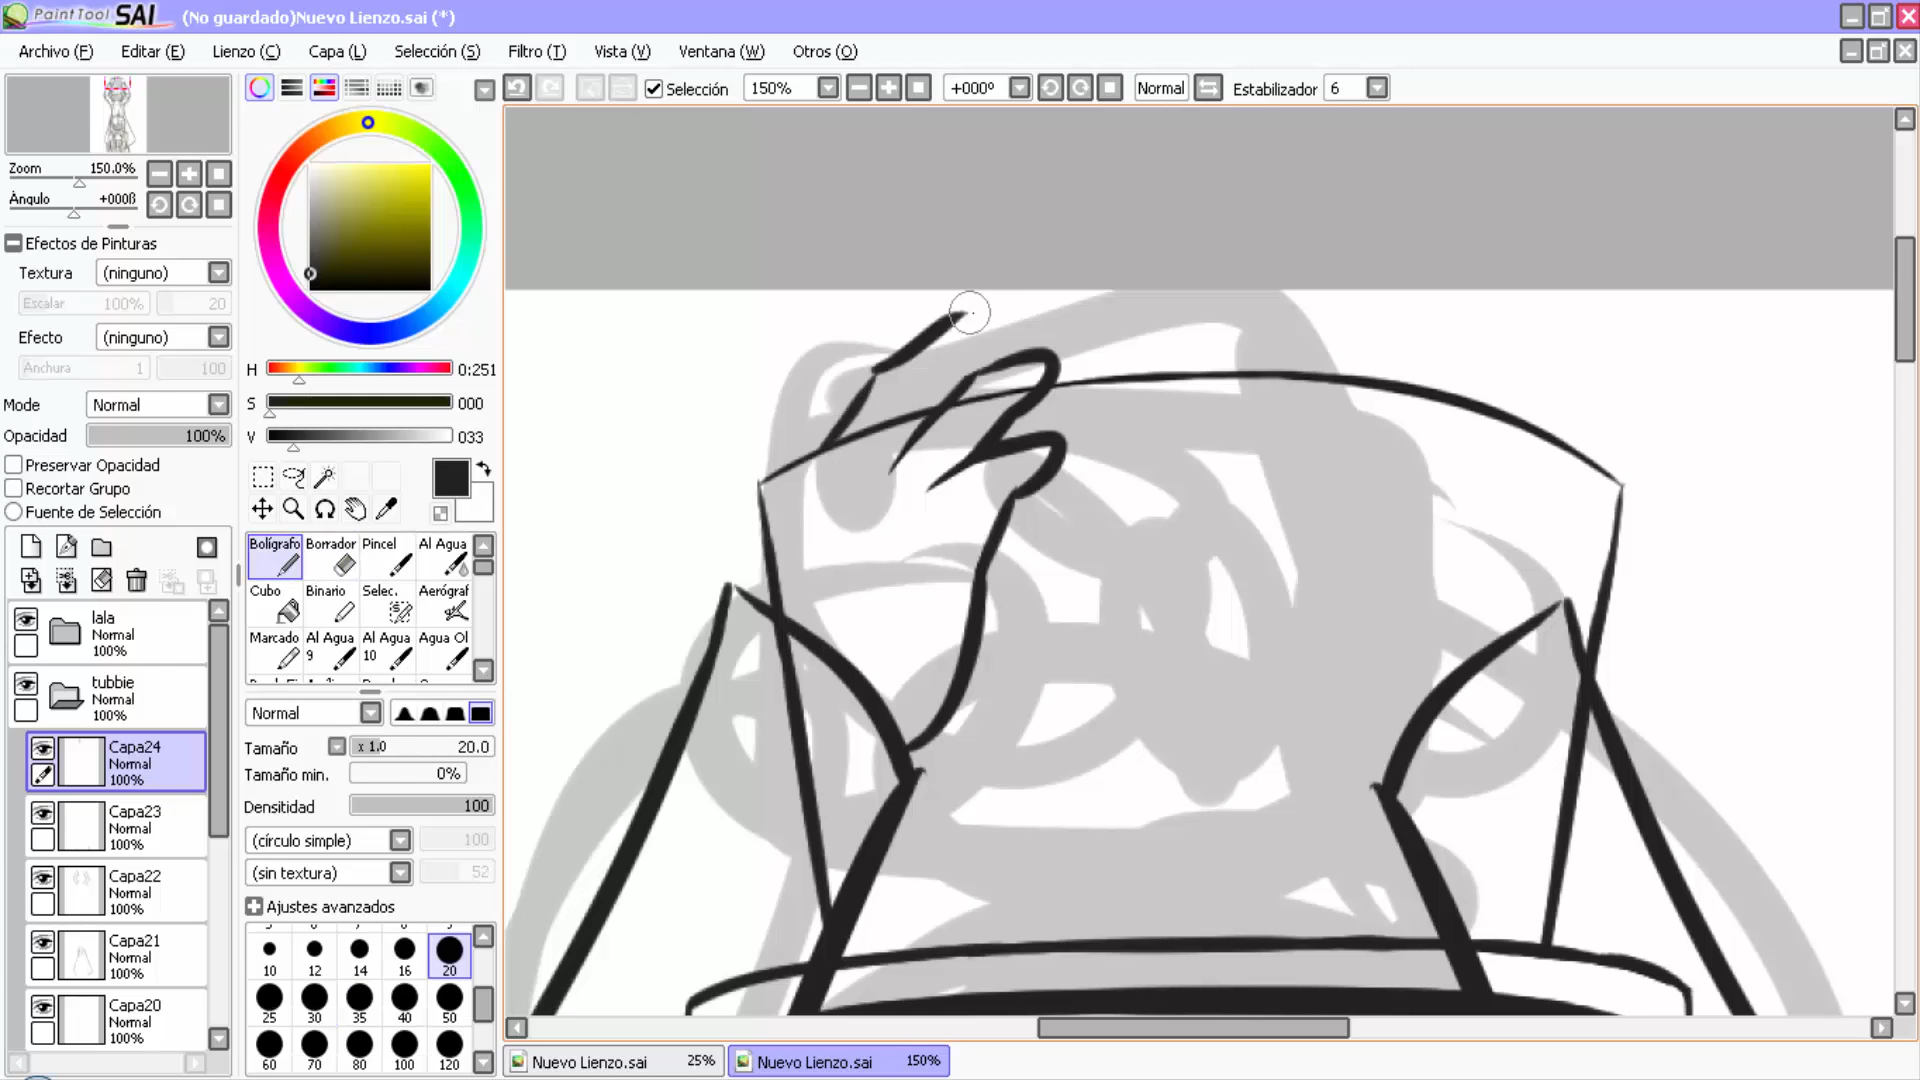 PaintTool SAI (No guardado)Nuevo Lienzo.sai (*)
Archivo (F) Editar (E) Lienzo (C) Capa (L) Selección (S) Filtro (T) Vista (V) Ventana (W) Otros (O)
Selección 150% +000º Normal Estabilizador 6
Zoom 150.0%
Ángulo +000ß
Efectos de Pinturas
Textura (ninguno)
Escalar 100% 20
Efecto (ninguno)
Anchura 1 100
Mode Normal
Opacidad 100%
Preservar Opacidad
Recortar Grupo
Fuente de Selección
lala
Normal
100%
tubbie
Normal
100%
Capa24
Normal
100%
Capa23
Normal
100%
Capa22
Normal
100%
Capa21
Normal
100%
Capa20
Normal
100%
H 0:251
S 000
V 033
Bolígrafo Borrador Pincel Al Agua
Cubo Binario Selec. Aerógraf
Marcado Al Agua Al Agua Agua Ol
9 10
Normal
Tamaño x 1.0 20.0
Tamaño min. 0%
Densitidad 100
(círculo simple) 100
(sin textura) 52
Ajustes avanzados
10 12 14 16 20
25 30 35 40 50
60 70 80 100 120
Nuevo Lienzo.sai 25% Nuevo Lienzo.sai 150%